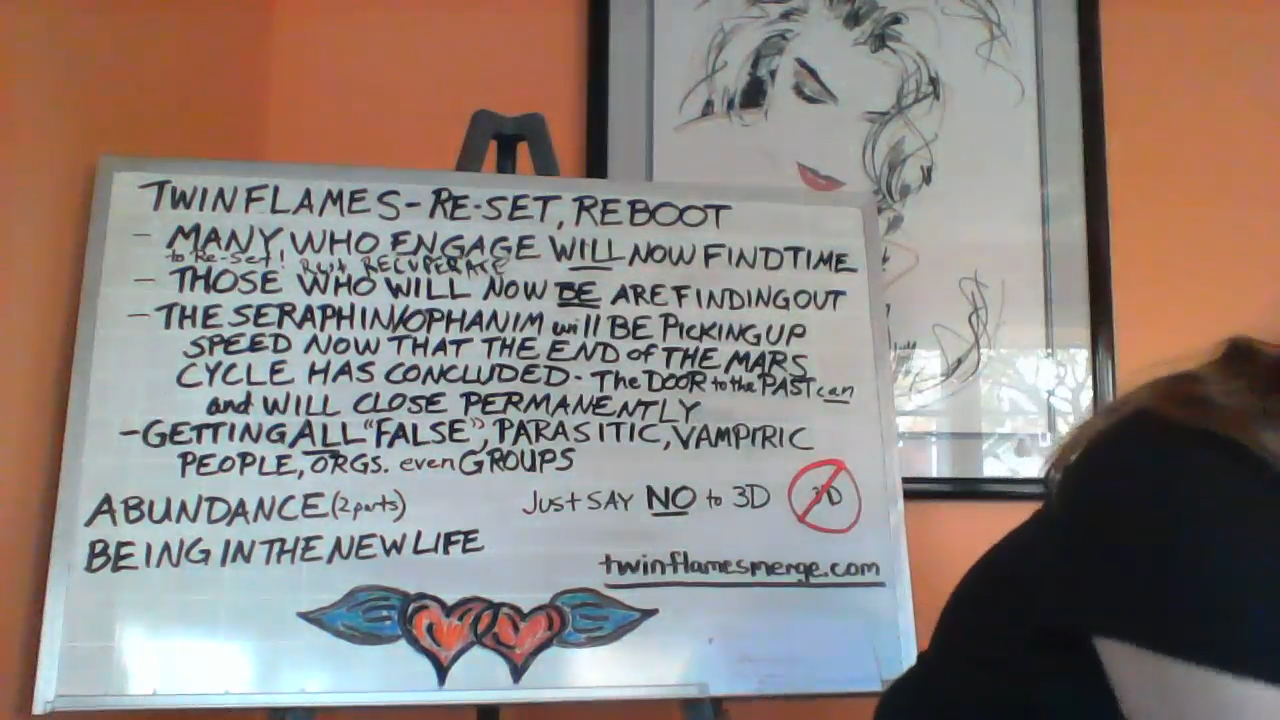 TWINFLAMES-RE-SET, REBOOT
- MANY WHO ENGAGE WILL NOW FIND TIME
to Re-Set! Rest, RECUPERATE
- THOSE WHO WILL NOW BE ARE FINDING OUT
- THE SERAPHIN/OPHANIM will BE PICKING UP
SPEED NOW THAT THE END of THE MARS
CYCLE HAS CONCLUDED - The DOOR to the PAST can
and WILL CLOSE PERMANENTLY
- GETTING ALL "FALSE", PARASITIC, VAMPIRIC
PEOPLE, ORGS. even GROUPS
ABUNDANCE (2 parts)
Just SAY NO to 3D
3D
BEING IN THE NEW LIFE
twinflamesmerge.com